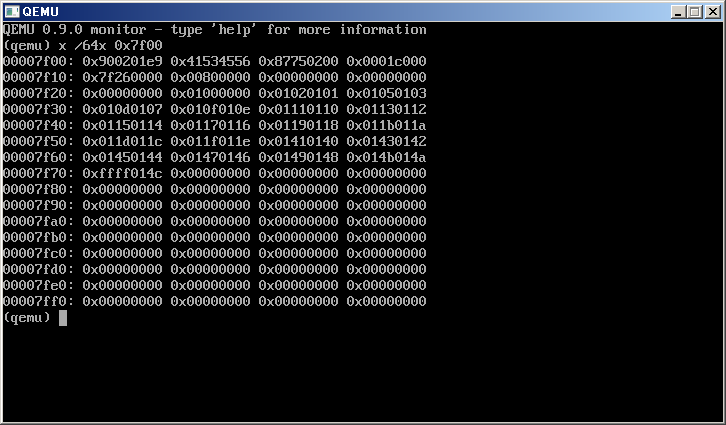 QEMU
QEMU 0.9.0 monitor - type 'help' for more information
(qemu) x /64x 0x7f00
00007f00: 0x900201e9 0x41534556 0x87750200 0x0001c000
00007f10: 0x7f260000 0x00800000 0x00000000 0x00000000
00007f20: 0x00000000 0x01000000 0x01020101 0x01050103
00007f30: 0x010d0107 0x010f010e 0x01110110 0x01130112
00007f40: 0x01150114 0x01170116 0x01190118 0x011b011a
00007f50: 0x011d011c 0x011f011e 0x01410140 0x01430142
00007f60: 0x01450144 0x01470146 0x01490148 0x014b014a
00007f70: 0xffff014c 0x00000000 0x00000000 0x00000000
00007f80: 0x00000000 0x00000000 0x00000000 0x00000000
00007f90: 0x00000000 0x00000000 0x00000000 0x00000000
00007fa0: 0x00000000 0x00000000 0x00000000 0x00000000
00007fb0: 0x00000000 0x00000000 0x00000000 0x00000000
00007fc0: 0x00000000 0x00000000 0x00000000 0x00000000
00007fd0: 0x00000000 0x00000000 0x00000000 0x00000000
00007fe0: 0x00000000 0x00000000 0x00000000 0x00000000
00007ff0: 0x00000000 0x00000000 0x00000000 0x00000000
(qemu)